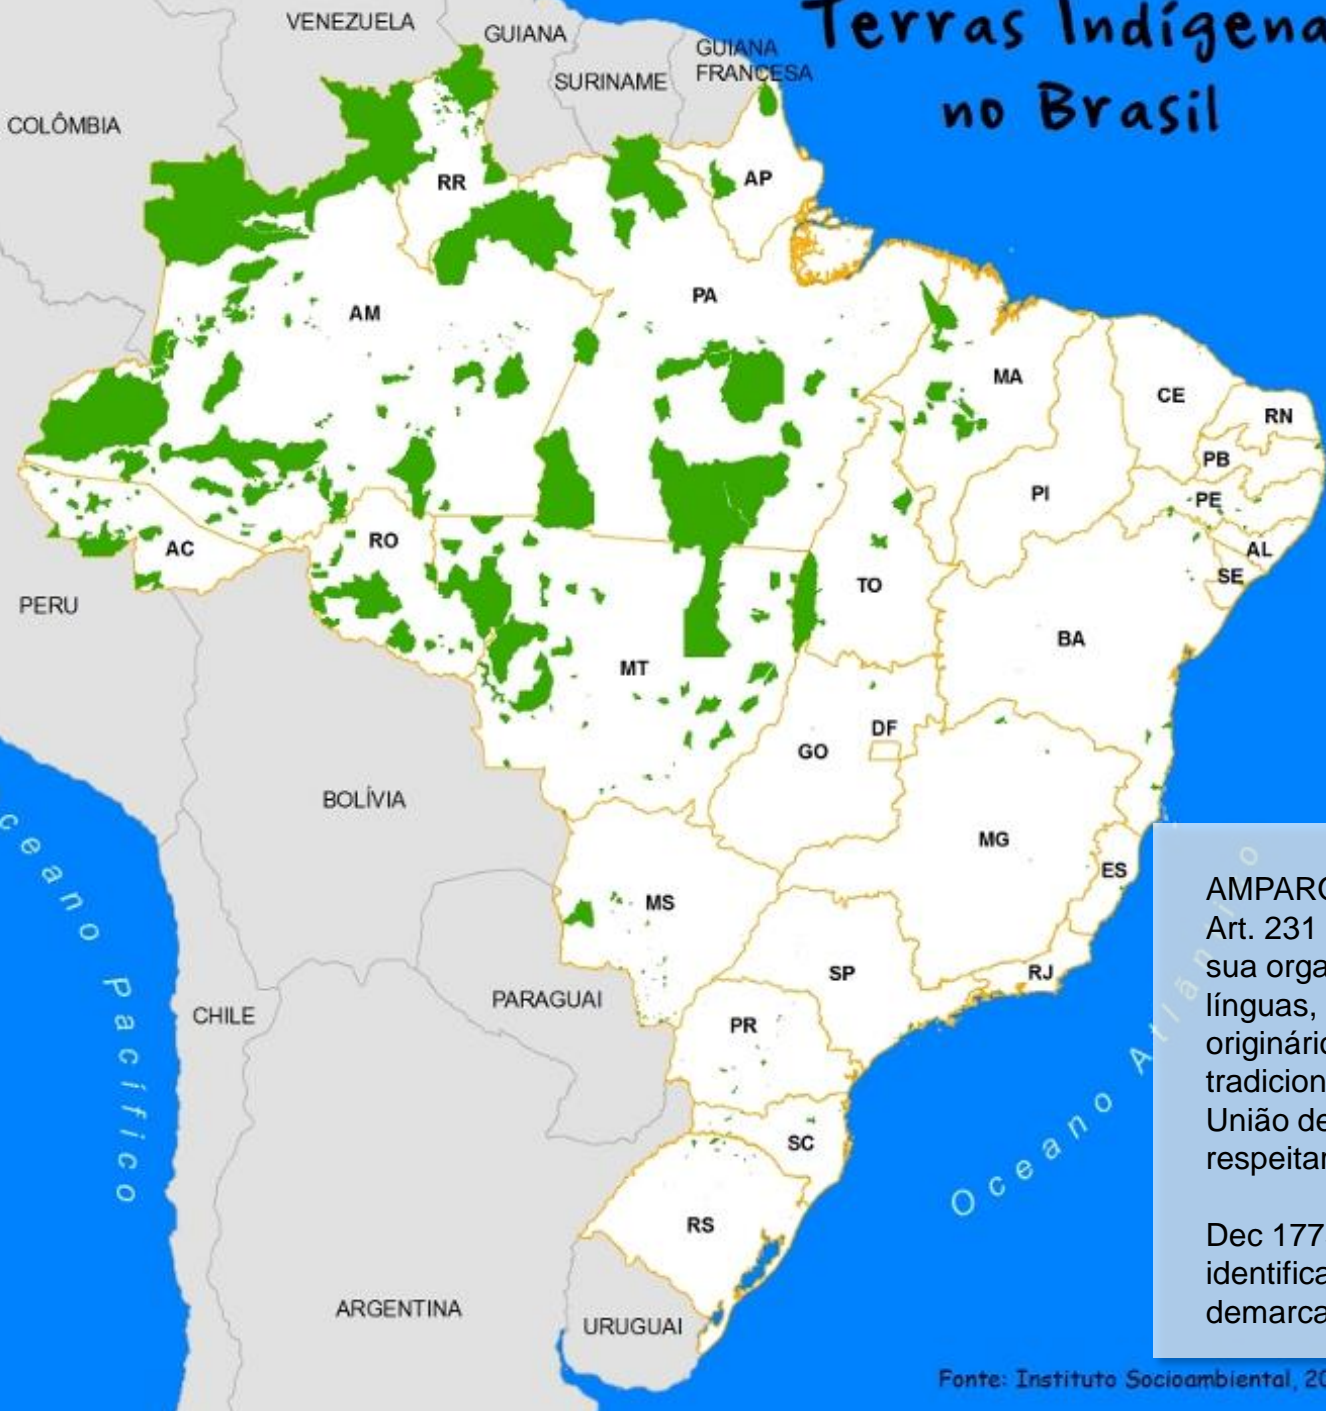 Terras Indígena
no Brasil
VENEZUELA
GUIANA
GUIANA
FRANCESA
SURINAME
COLÔMBIA
RR
AP
AM
PA
MA
CE
RN
PB
PE
PI
AL
SE
AC
RO
TO
BA
PERU
MT
DF
GO
BOLÍVIA
MG
ES
MS
SP
RJ
PARAGUAI
CHILE
PR
SC
RS
ARGENTINA
URUGUAI
ceano Pacífico
Oceano Atlântico
AMPARO
Art. 231
sua orga
línguas,
originário
tradicion
União de
respeitar
Dec 177
identifica
demarca
Fonte: Instituto Socioambiental, 20